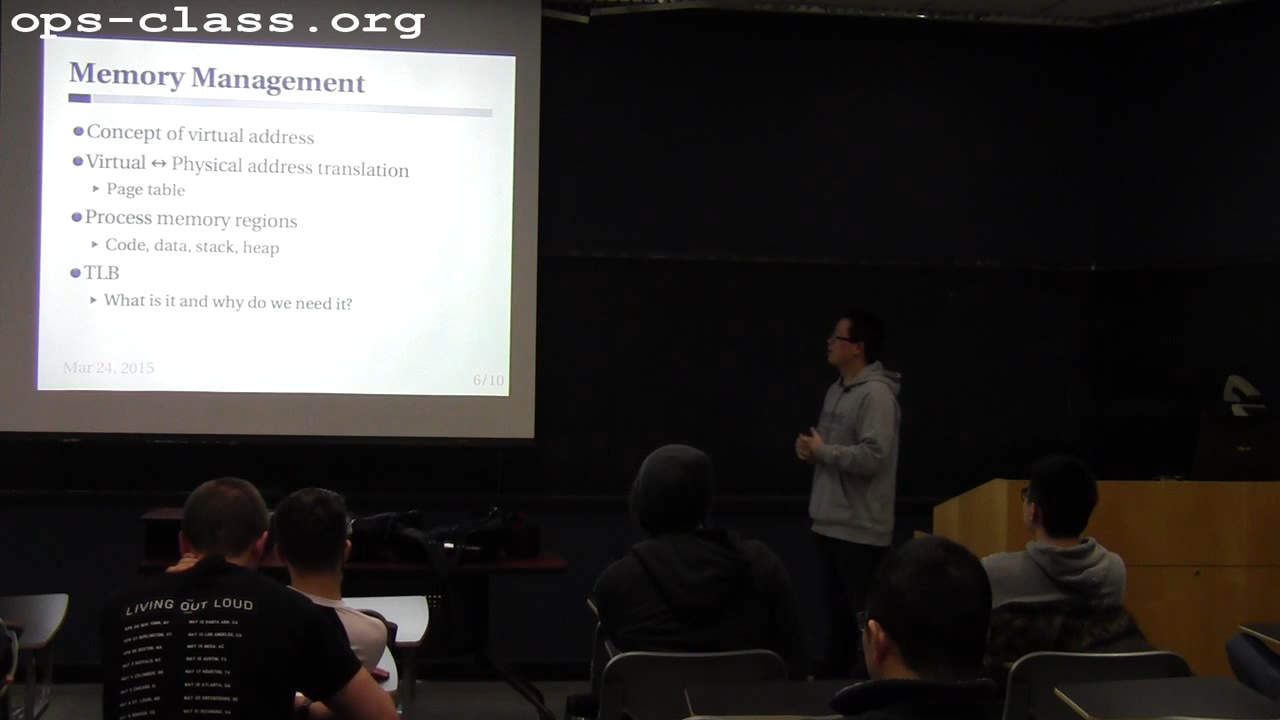 ops-class.org
Memory Management
Concept of virtual address
Virtual ↔ Physical address translation
Page table
Process memory regions
Code, data, stack, heap
TLB
What is it and why do we need it?
Mar 24, 2015
6/10
LIVING OUT LOUD